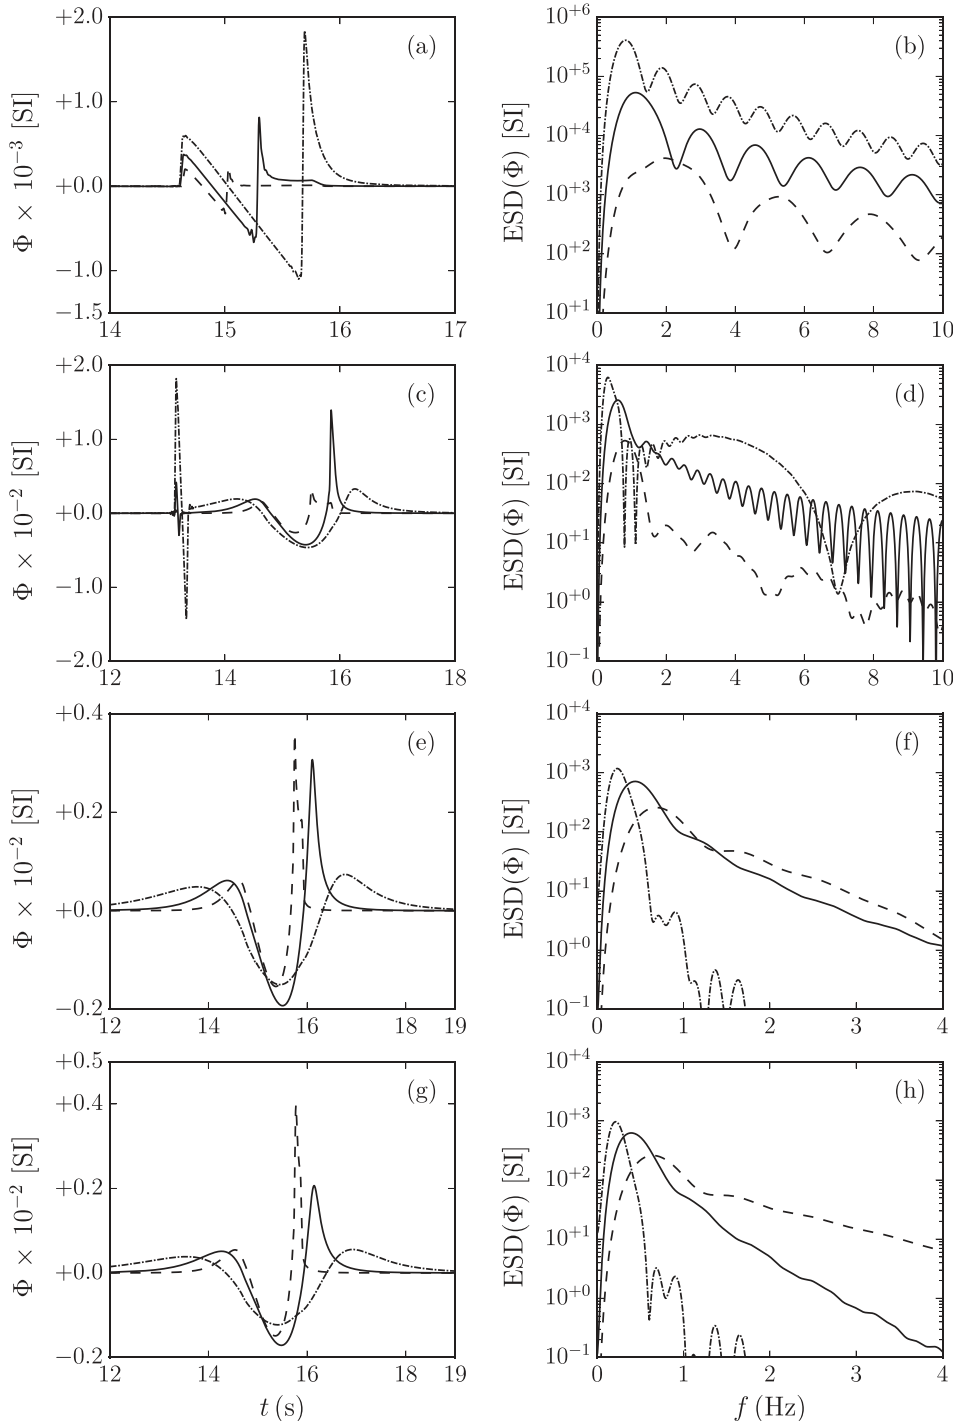 (a)
Φ × 10⁻³ [SI]
+2.0
+1.0
+0.0
−1.0
−1.5
14 15 16 17
(b)
ESD(Φ) [SI]
10⁺⁶
10⁺⁵
10⁺⁴
10⁺³
10⁺²
10⁺¹
0 2 4 6 8 10
(c)
Φ × 10⁻² [SI]
+2.0
+1.0
+0.0
−1.0
−2.0
12 14 16 18
(d)
ESD(Φ) [SI]
10⁺⁴
10⁺³
10⁺²
10⁺¹
10⁺⁰
10⁻¹
0 2 4 6 8 10
(e)
Φ × 10⁻² [SI]
+0.4
+0.2
+0.0
−0.2
12 14 16 18 19
(f)
ESD(Φ) [SI]
10⁺⁴
10⁺³
10⁺²
10⁺¹
10⁺⁰
10⁻¹
0 1 2 3 4
(g)
Φ × 10⁻² [SI]
+0.5
+0.4
+0.2
+0.0
−0.2
12 14 16 18 19
t (s)
(h)
ESD(Φ) [SI]
10⁺⁴
10⁺³
10⁺²
10⁺¹
10⁺⁰
10⁻¹
0 1 2 3 4
f (Hz)